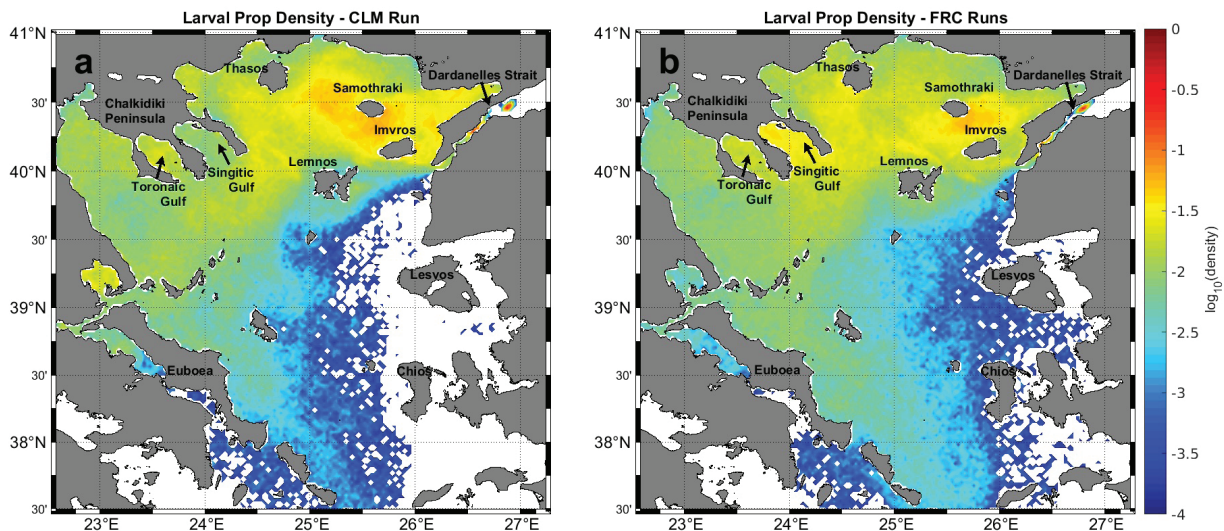 Larval Prop Density - CLM Run
a
41°N
30'
40°N
30'
39°N
30'
38°N
30'
23°E
24°E
25°E
26°E
27°E
Thasos
Samothraki
Dardanelles Strait
Chalkidiki
Peninsula
Imvros
Lemnos
Toronaic
Gulf
Singitic
Gulf
Lesvos
Euboea
Chios
Larval Prop Density - FRC Runs
b
41°N
30'
40°N
30'
39°N
30'
38°N
30'
23°E
24°E
25°E
26°E
27°E
Thasos
Samothraki
Dardanelles Strait
Chalkidiki
Peninsula
Imvros
Lemnos
Toronaic
Gulf
Singitic
Gulf
Lesvos
Euboea
Chios
0
-0.5
-1
-1.5
-2
-2.5
-3
-3.5
-4
log10(density)